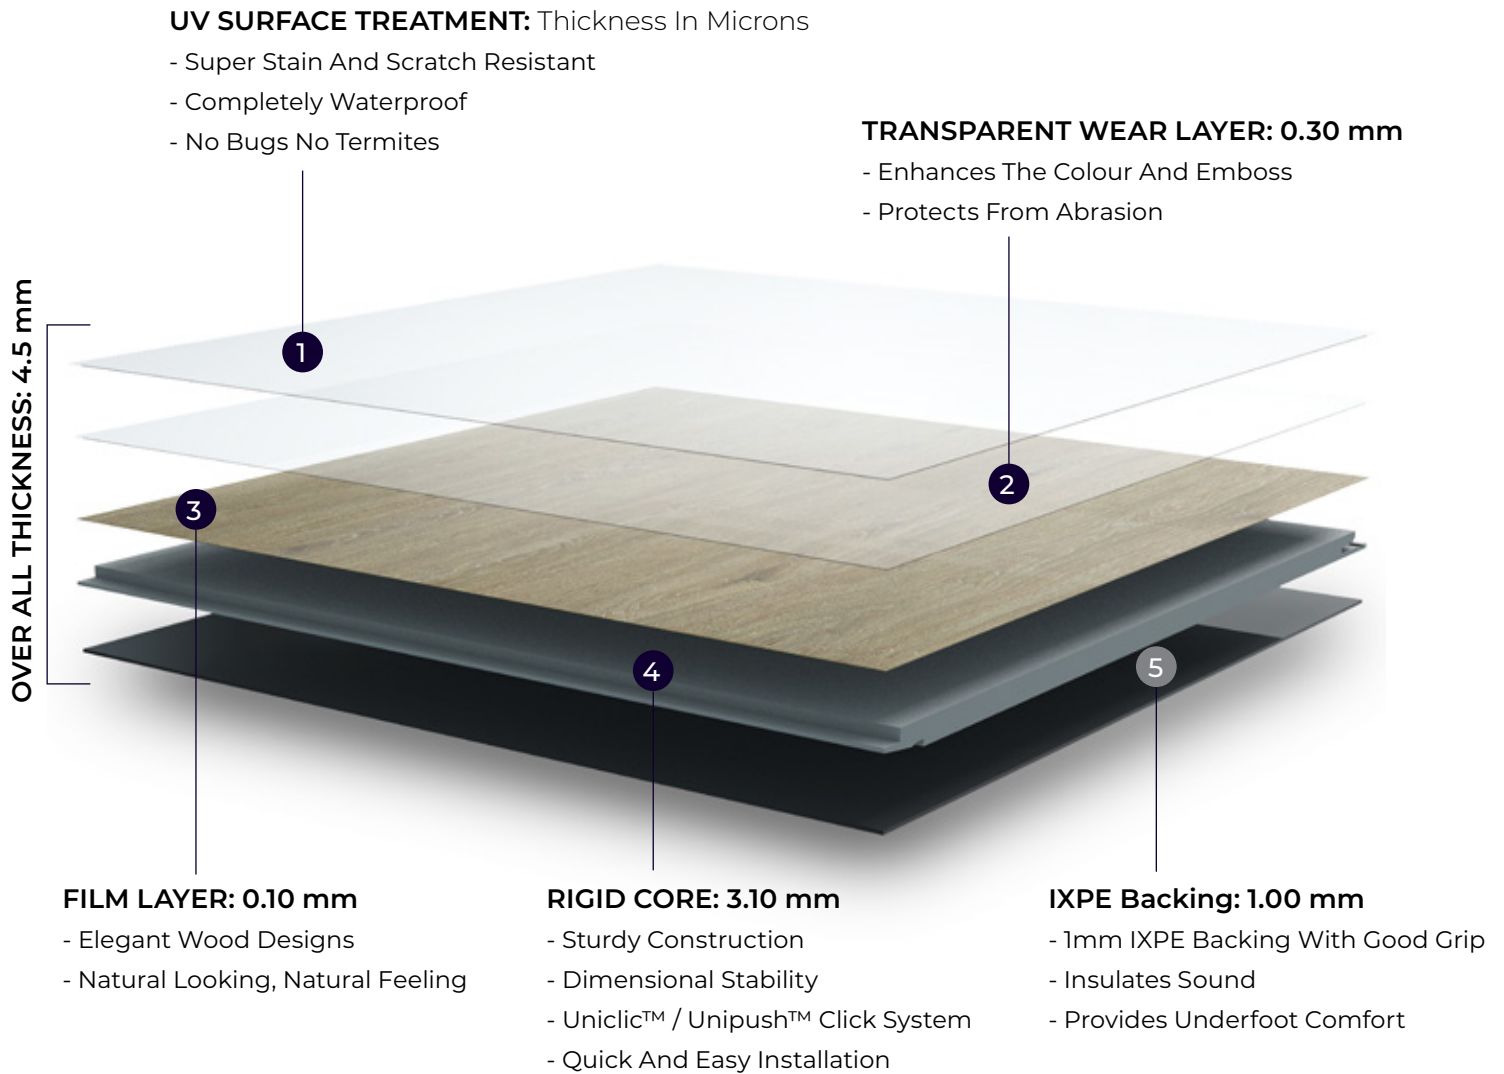 UV SURFACE TREATMENT: Thickness In Microns
- Super Stain And Scratch Resistant
- Completely Waterproof
- No Bugs No Termites
TRANSPARENT WEAR LAYER: 0.30 mm
- Enhances The Colour And Emboss
- Protects From Abrasion
OVER ALL THICKNESS: 4.5 mm
1
2
3
4
5
FILM LAYER: 0.10 mm
- Elegant Wood Designs
- Natural Looking, Natural Feeling
RIGID CORE: 3.10 mm
- Sturdy Construction
- Dimensional Stability
- Uniclic™ / Unipush™ Click System
- Quick And Easy Installation
IXPE Backing: 1.00 mm
- 1mm IXPE Backing With Good Grip
- Insulates Sound
- Provides Underfoot Comfort